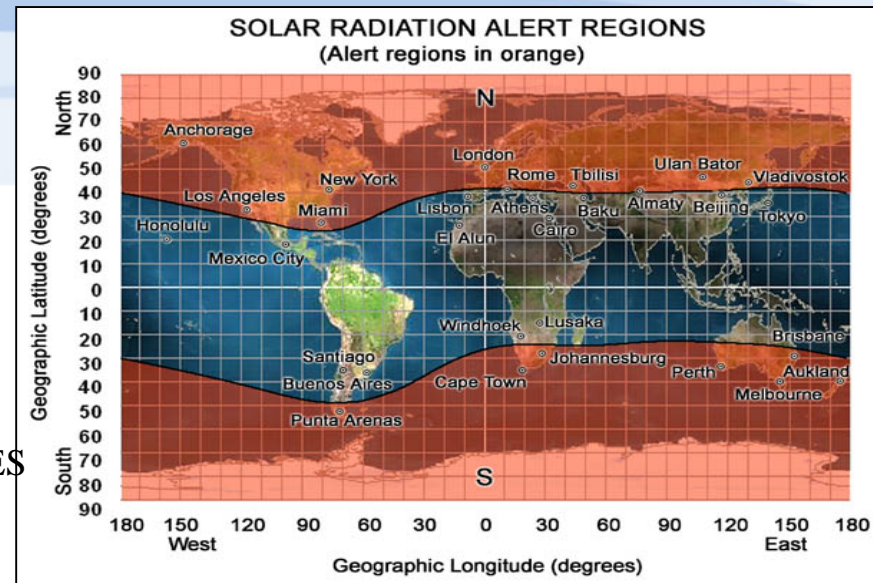 SOLAR RADIATION ALERT REGIONS
(Alert regions in orange)
90
80
70
60
50
40
30
20
10
0
10
20
30
40
50
60
70
80
90
North
South
Geographic Latitude (degrees)
N
Anchorage
London
Rome
Tbilisi
Ulan Bator
Vladivostok
New York
Los Angeles
Miami
Lisbon
Athens
Baku
Almaty
Beijing
Tokyo
Honolulu
El Alun
Cairo
Mexico City
Windhoek
Lusaka
Brisbane
Santiago
Johannesburg
Buenos Aires
Cape Town
Perth
Aukland
Melbourne
Punta Arenas
S
ES
180 150 120 90 60 30 0 30 60 90 120 150 180
West
East
Geographic Longitude (degrees)